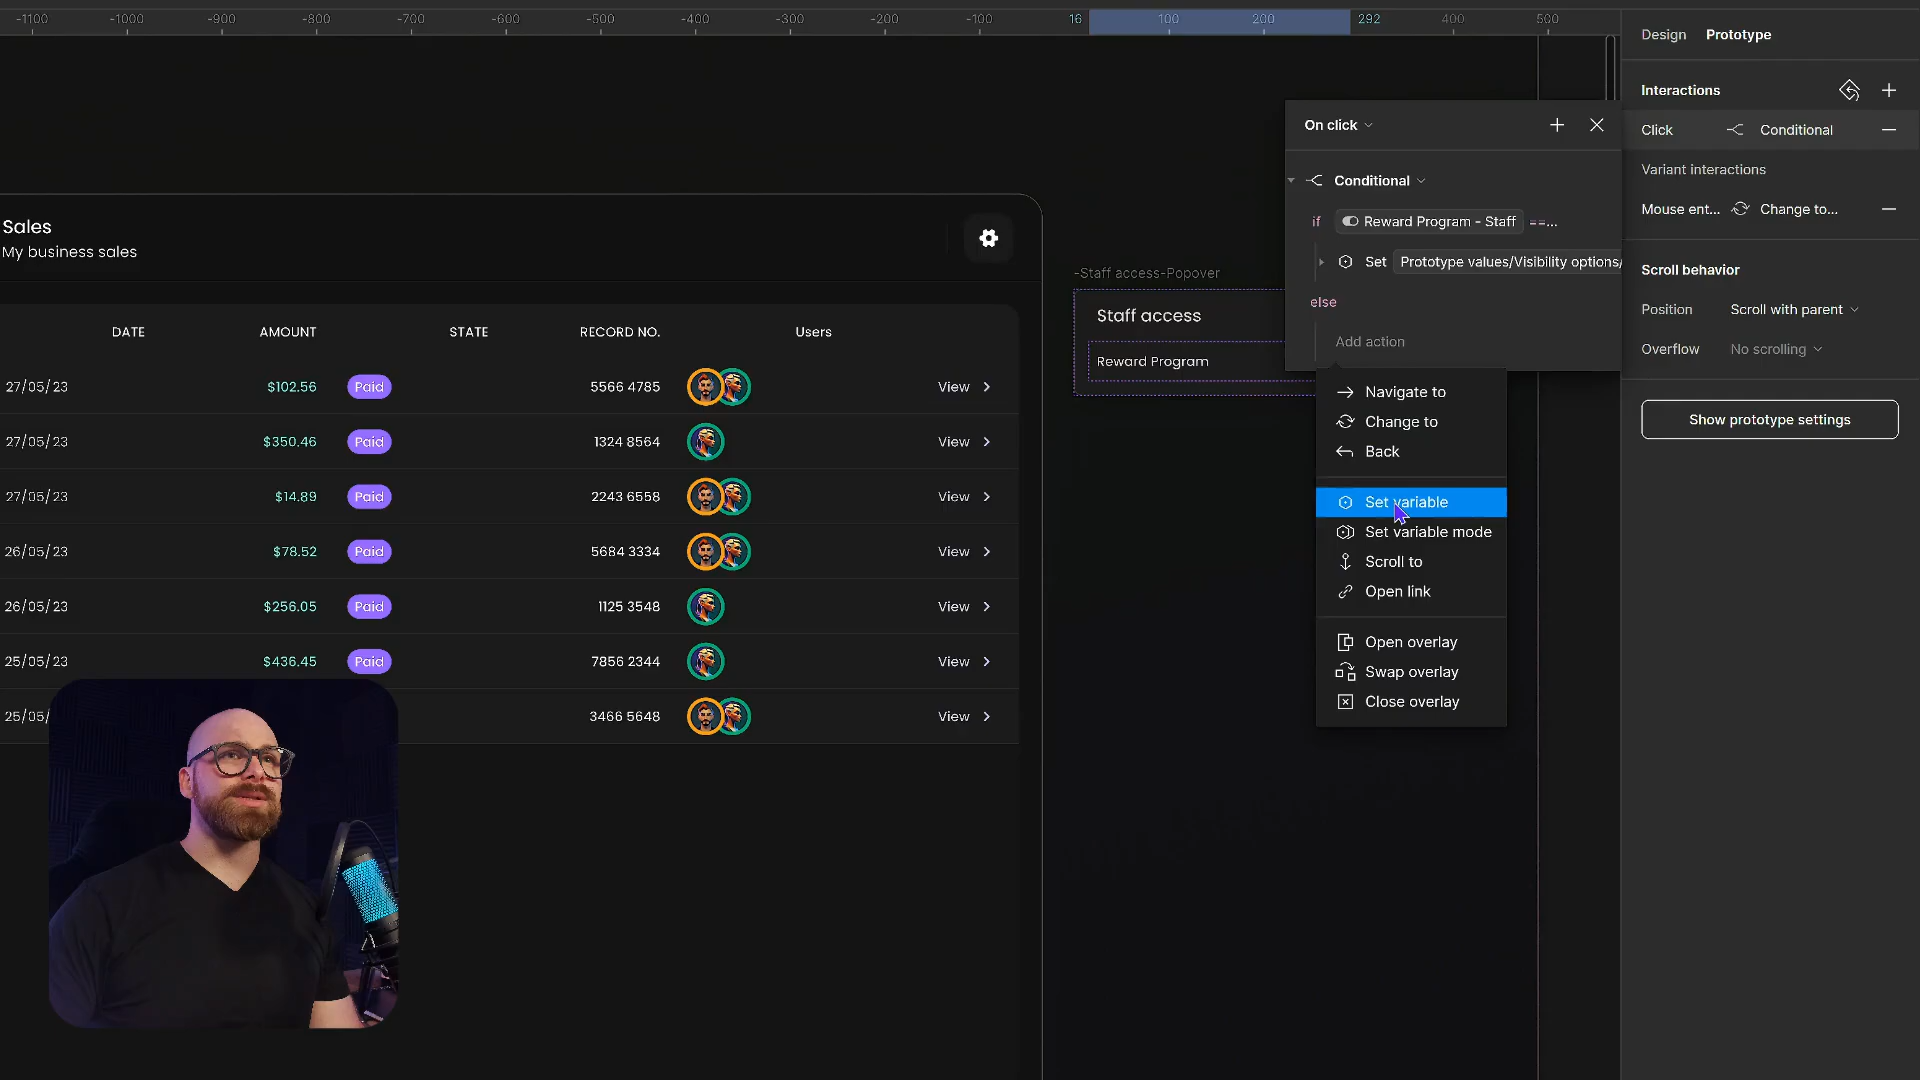 -1100 -1000 -900 -800 -700 -600 -500 -400 -300 -200 -100 16 100 200 292 400 500
Design Prototype
Interactions
Click Conditional
Variant interactions
Mouse ent... Change to...
Scroll behavior
Position Scroll with parent
Overflow No scrolling
Show prototype settings
On click
Conditional
if Reward Program - Staff ==...
Set Prototype values/Visibility options/
else
Add action
Navigate to
Change to
Back
Set variable
Set variable mode
Scroll to
Open link
Open overlay
Swap overlay
Close overlay
-Staff access-Popover
Staff access
Reward Program
Sales
My business sales
DATE AMOUNT STATE RECORD NO. Users
27/05/23 $102.56 Paid 5566 4785 View
27/05/23 $350.46 Paid 1324 8564 View
27/05/23 $14.89 Paid 2243 6558 View
26/05/23 $78.52 Paid 5684 3334 View
26/05/23 $256.05 Paid 1125 3548 View
25/05/23 $436.45 Paid 7856 2344 View
25/05/ 3466 5648 View